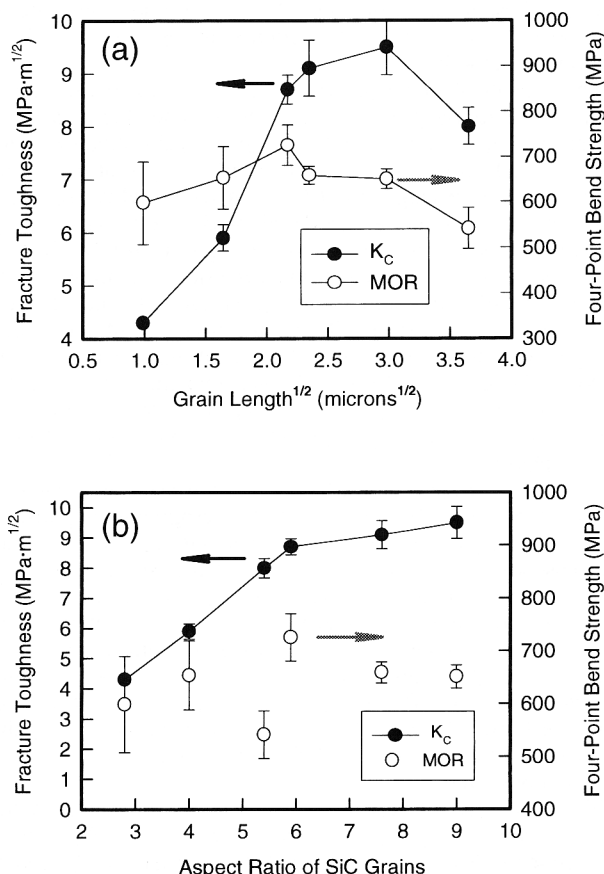 (a)
Fracture Toughness (MPa·m1/2)
10
9
8
7
6
5
4
1000
900
800
700
600
500
400
300
Four-Point Bend Strength (MPa)
KC
MOR
0.5 1.0 1.5 2.0 2.5 3.0 3.5 4.0
Grain Length1/2 (microns1/2)
(b)
Fracture Toughness (MPa·m1/2)
10
9
8
7
6
5
4
3
2
1
0
1000
900
800
700
600
500
400
Four-Point Bend Strength (MPa)
KC
MOR
2 3 4 5 6 7 8 9 10
Aspect Ratio of SiC Grains